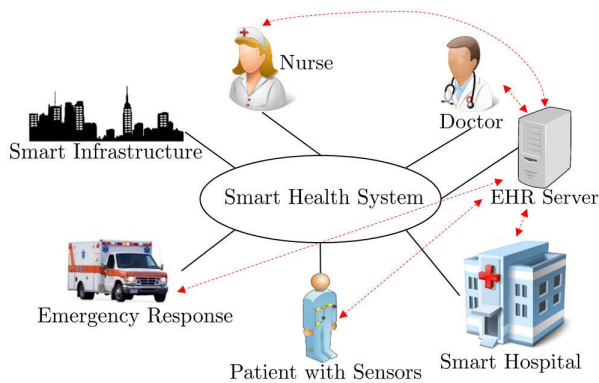 Nurse
Doctor
Smart Infrastructure
Smart Health System
EHR Server
Emergency Response
Patient with Sensors
Smart Hospital